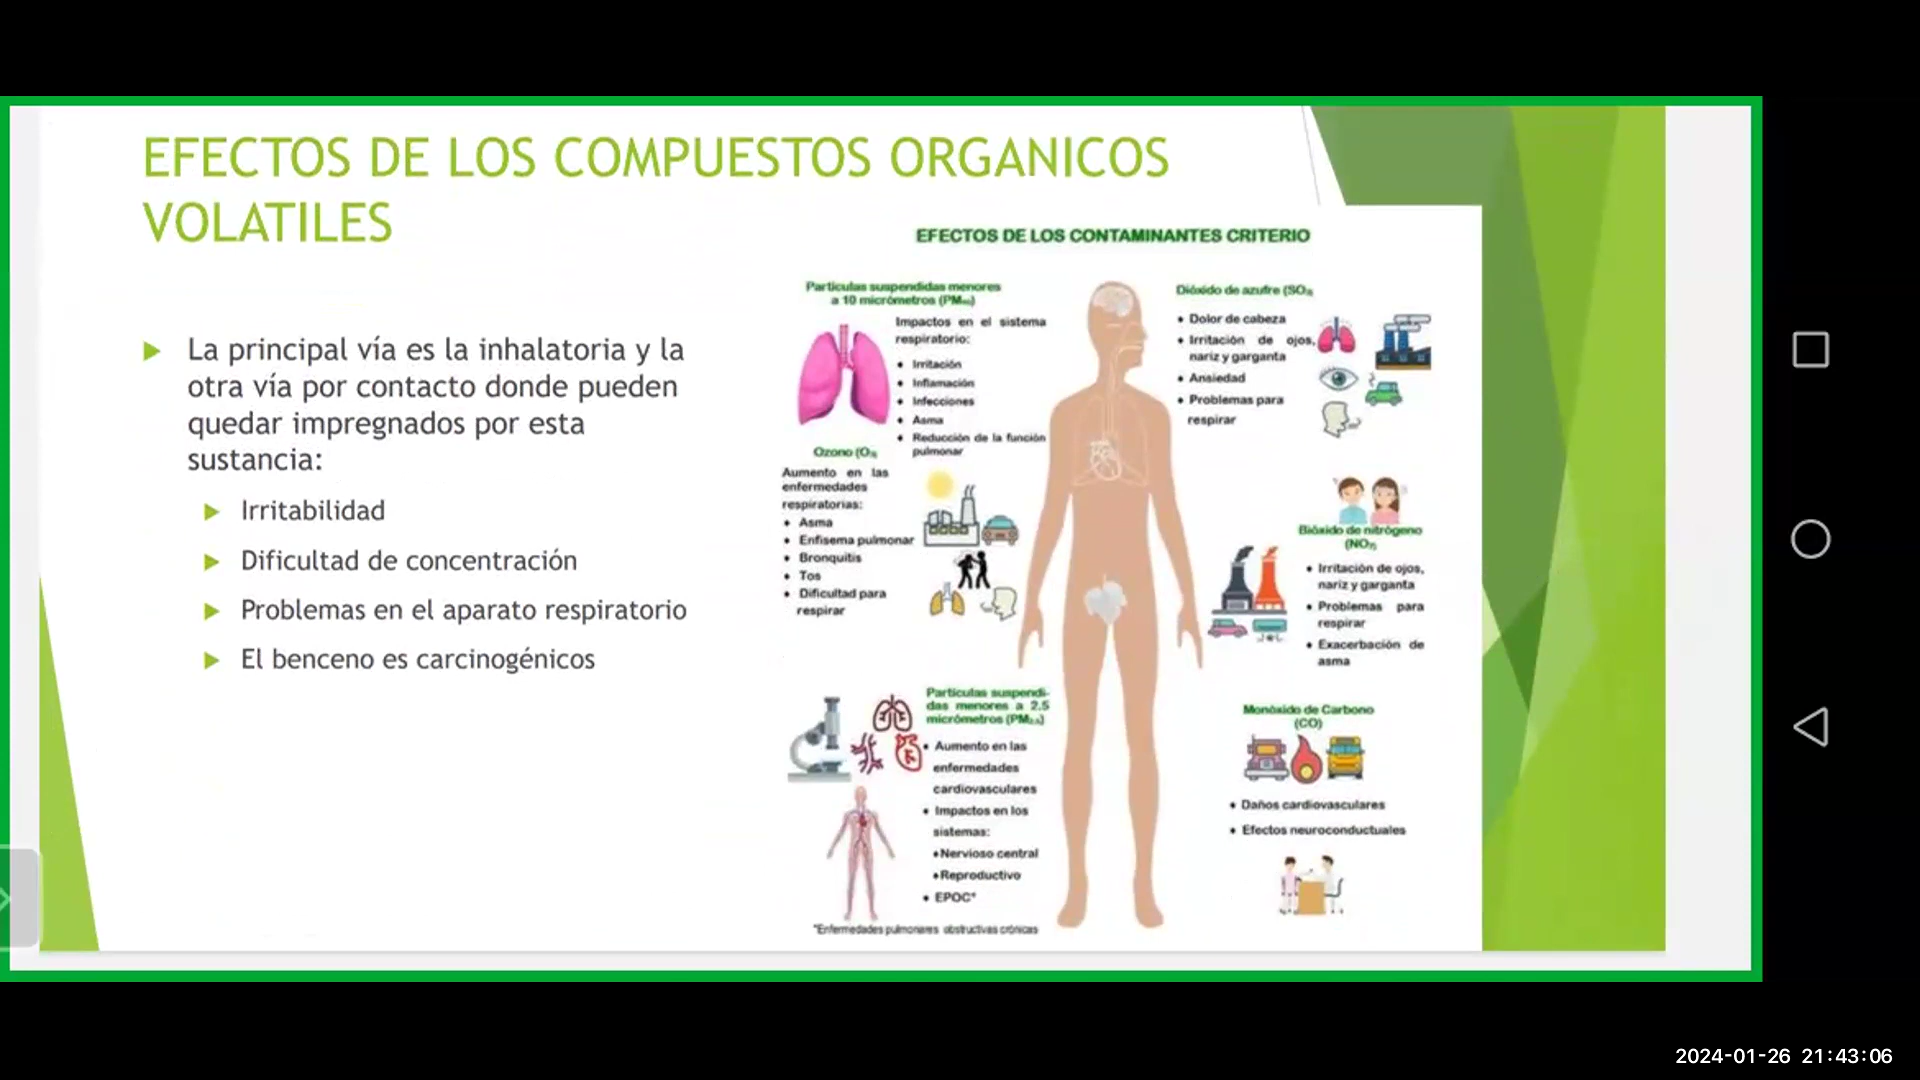 EFECTOS DE LOS COMPUESTOS ORGANICOS
VOLATILES
La principal vía es la inhalatoria y la
otra vía por contacto donde pueden
quedar impregnados por esta
sustancia:
Irritabilidad
Dificultad de concentración
Problemas en el aparato respiratorio
El benceno es carcinogénicos
EFECTOS DE LOS CONTAMINANTES CRITERIO
Partículas suspendidas menores
a 10 micrómetros (PM₁₀)
Impactos en el sistema
respiratorio:
• Irritación
• Inflamación
• Infecciones
• Asma
• Reducción de la función
pulmonar
Ozono (O₃)
Aumento en las
enfermedades
respiratorias:
• Asma
• Enfisema pulmonar
• Bronquitis
• Tos
• Dificultad para
respirar
Partículas suspendi-
das menores a 2.5
micrómetros (PM₂.₅)
• Aumento en las
enfermedades
cardiovasculares
• Impactos en los
sistemas:
•Nervioso central
•Reproductivo
• EPOC*
*Enfermedades pulmonares obstructivas crónicas
Dióxido de azufre (SO₂)
• Dolor de cabeza
• Irritación de ojos,
nariz y garganta
• Ansiedad
• Problemas para
respirar
Bióxido de nitrógeno
(NO₂)
• Irritación de ojos,
nariz y garganta
• Problemas para
respirar
• Exacerbación de
asma
Monóxido de Carbono
(CO)
• Daños cardiovasculares
• Efectos neuroconductuales
2024-01-26 21:43:06